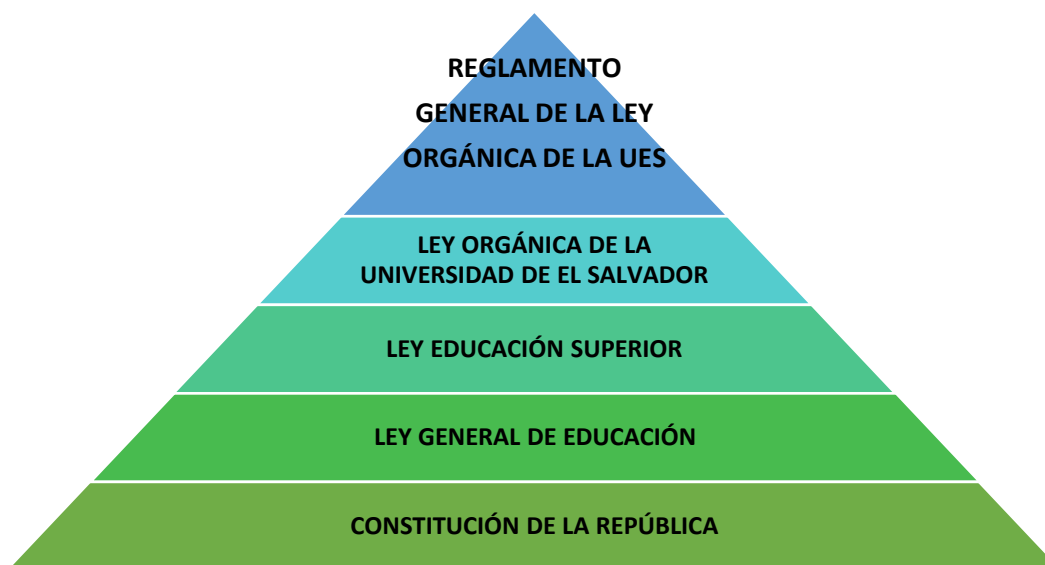 REGLAMENTO
GENERAL DE LA LEY
ORGÁNICA DE LA UES
LEY ORGÁNICA DE LA
UNIVERSIDAD DE EL SALVADOR
LEY EDUCACIÓN SUPERIOR
LEY GENERAL DE EDUCACIÓN
CONSTITUCIÓN DE LA REPÚBLICA